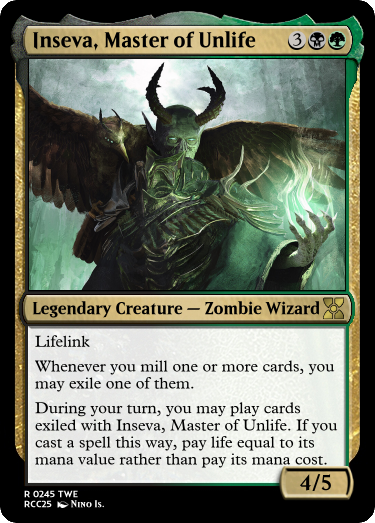 Inseva, Master of Unlife 3
Legendary Creature — Zombie Wizard
Lifelink
Whenever you mill one or more cards, you
may exile one of them.
During your turn, you may play cards
exiled with Inseva, Master of Unlife. If you
cast a spell this way, pay life equal to its
mana value rather than pay its mana cost.
4/5
R 0245 TWE
RCC25 Nino Is.